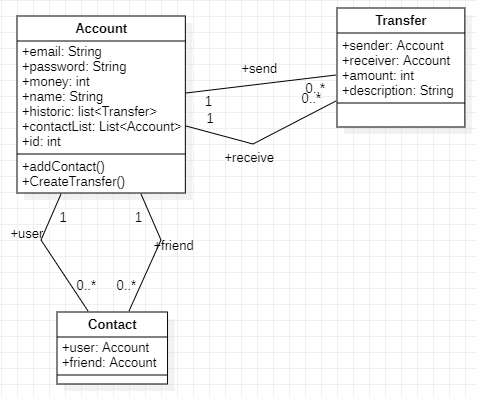 Account
+email: String
+password: String
+money: int
+name: String
+historic: list<Transfer>
+contactList: List<Account>
+id: int
+addContact()
+CreateTransfer()
Transfer
+sender: Account
+receiver: Account
+amount: int
+description: String
+send
1
0..*
1
0..*
+receive
1
+user
0..*
1
+friend
0..*
Contact
+user: Account
+friend: Account